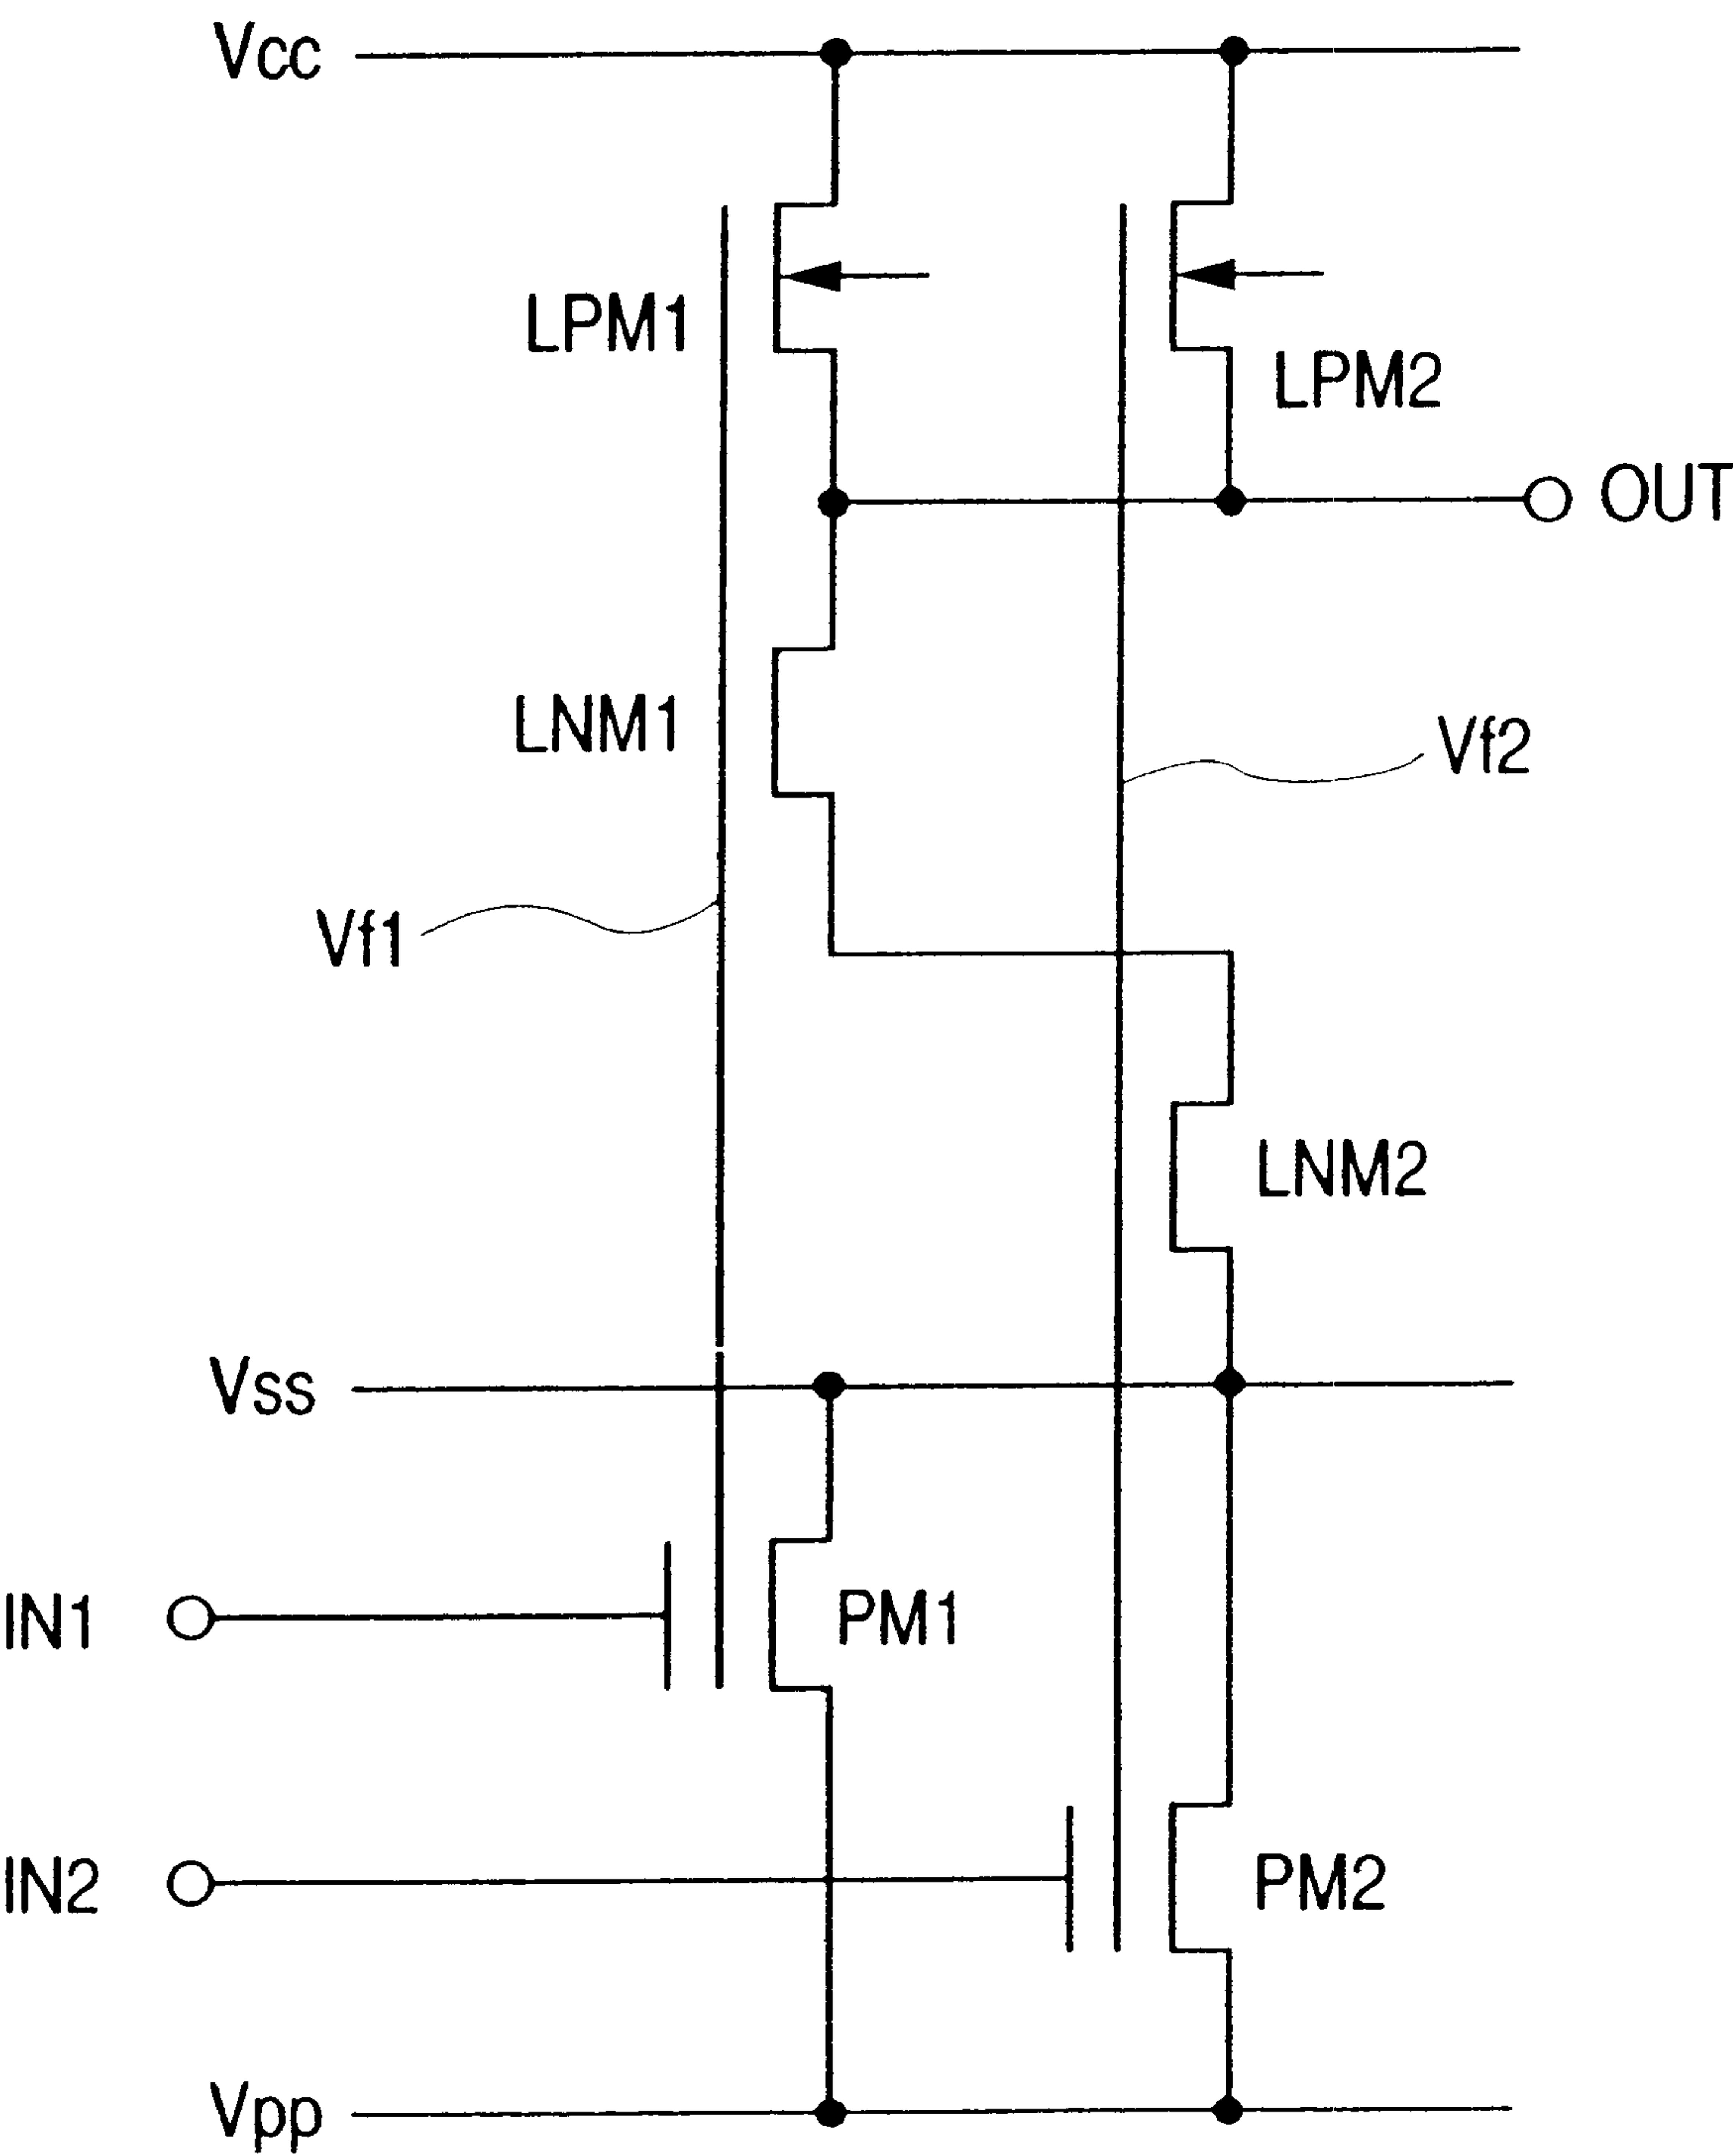 Vcc
LPM1
LPM2
OUT
LNM1
Vf2
Vf1
LNM2
Vss
IN1
PM1
IN2
PM2
Vpp